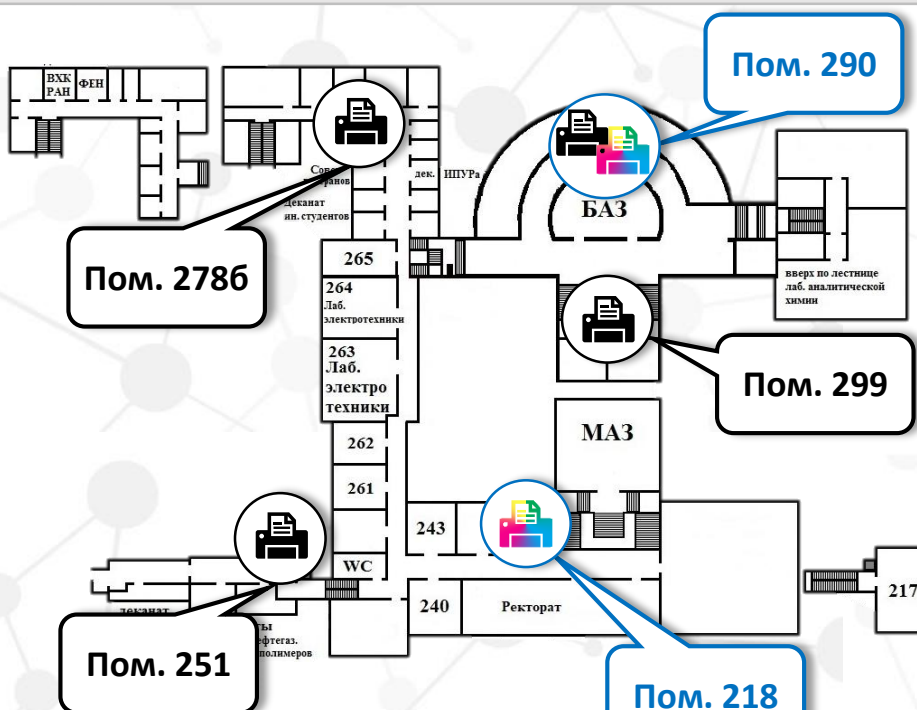 Пом. 290
ВХК
РАН
ФЕН
дек.
ИПУРа
Деканат
ин. студентов
БАЗ
265
Пом. 278б
264
Лаб.
электротехники
вверх по лестнице
лаб. аналитической
химии
263
Лаб.
электро
техники
Пом. 299
262
МАЗ
261
243
WC
240
Ректорат
217
деканат
Пом. 251
полимеров
Пом. 218